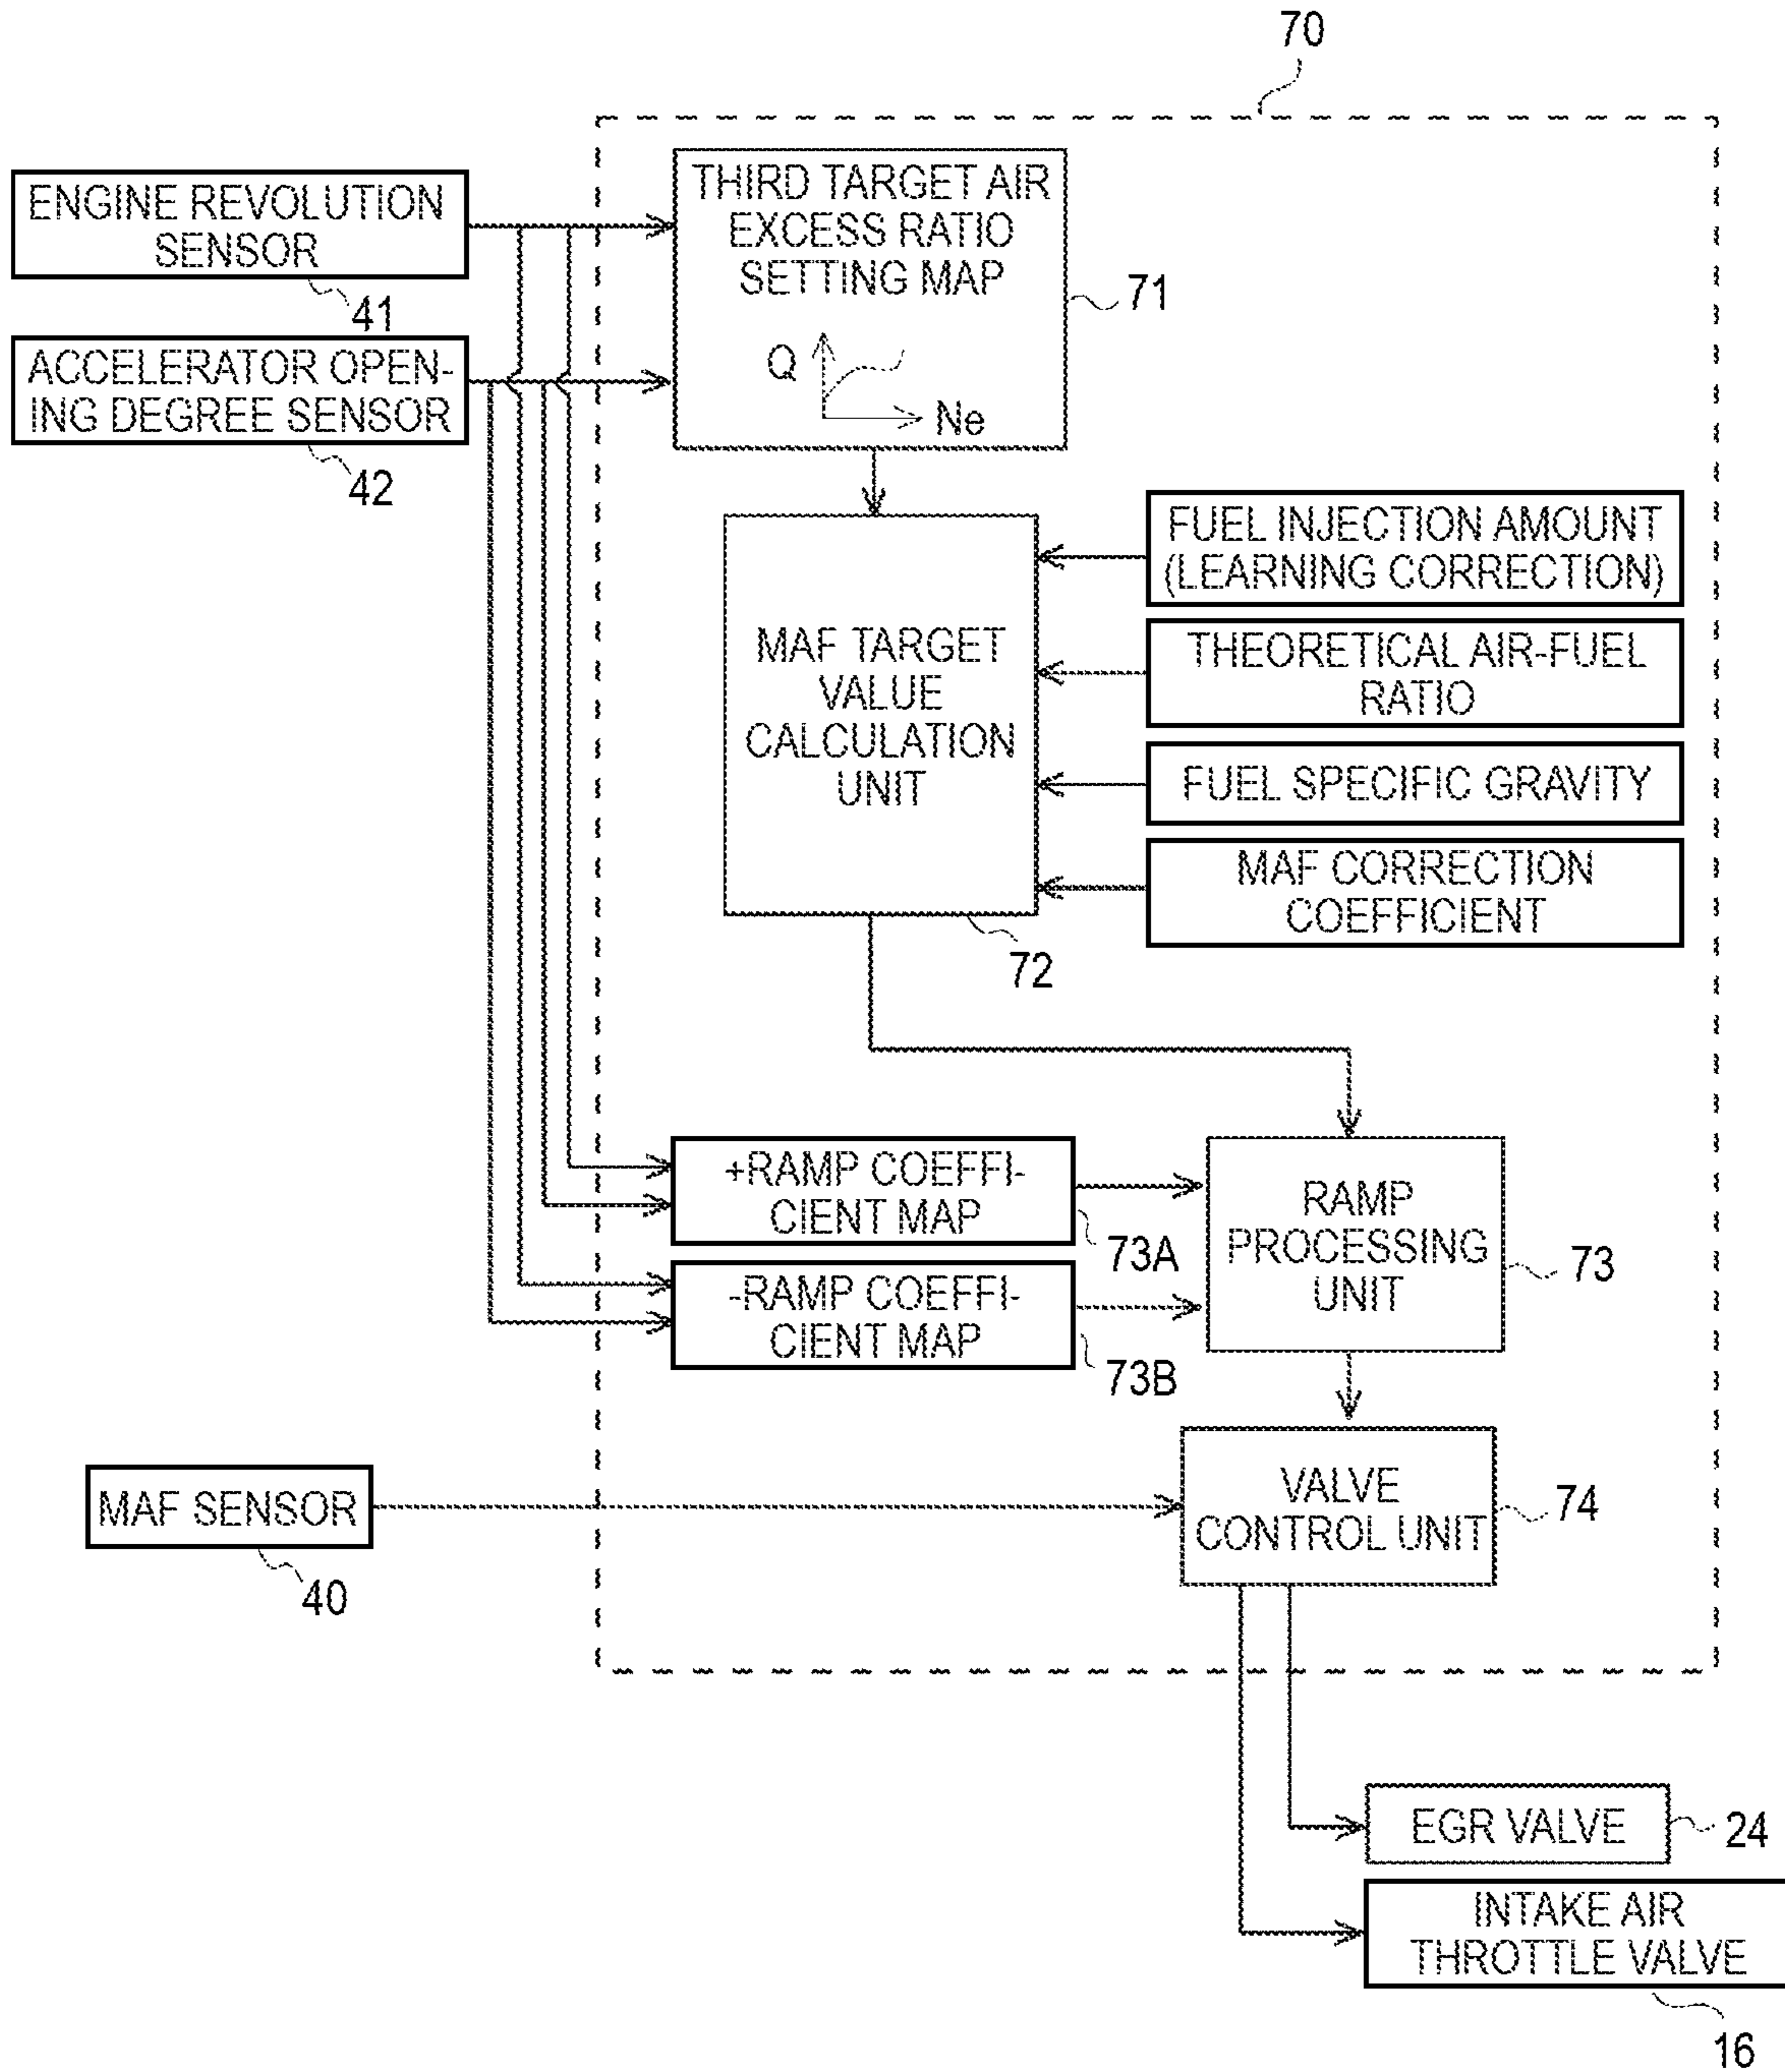 70
ENGINE REVOLUTION
SENSOR
41
ACCELERATOR OPEN-
ING DEGREE SENSOR
42
THIRD TARGET AIR
EXCESS RATIO
SETTING MAP
71
Q
Ne
MAF TARGET
VALUE
CALCULATION
UNIT
72
FUEL INJECTION AMOUNT
(LEARNING CORRECTION)
THEORETICAL AIR-FUEL
RATIO
FUEL SPECIFIC GRAVITY
MAF CORRECTION
COEFFICIENT
+RAMP COEFFI-
CIENT MAP
73A
-RAMP COEFFI-
CIENT MAP
73B
RAMP
PROCESSING
UNIT
73
MAF SENSOR
40
VALVE
CONTROL UNIT
74
EGR VALVE
24
INTAKE AIR
THROTTLE VALVE
16